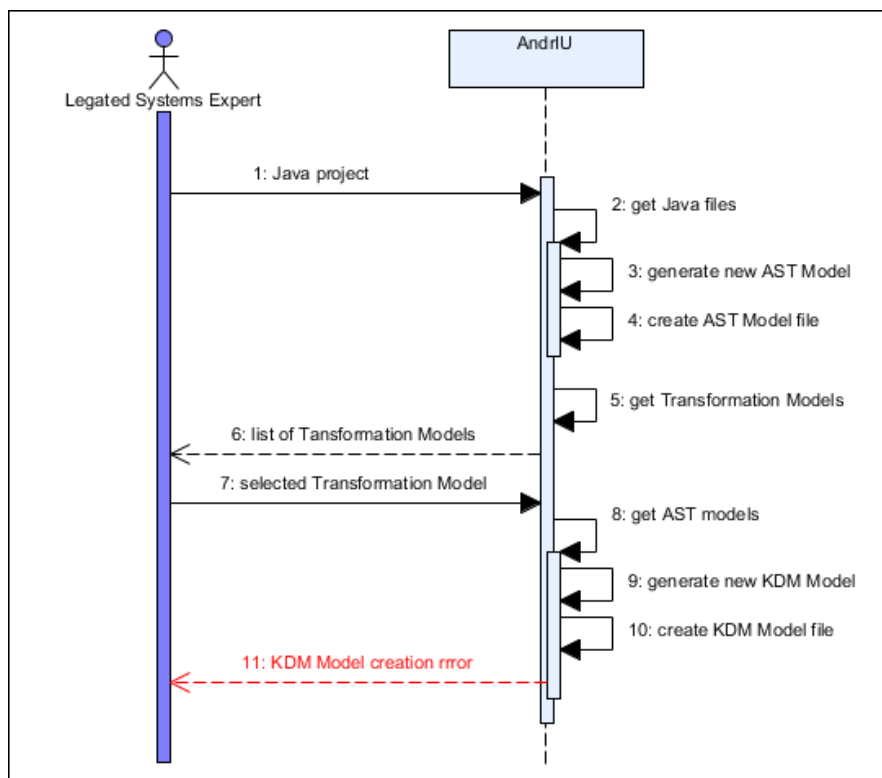 AndrIU
Legated Systems Expert
1: Java project
2: get Java files
3: generate new AST Model
4: create AST Model file
5: get Transformation Models
6: list of Tansformation Models
7: selected Transformation Model
8: get AST models
9: generate new KDM Model
10: create KDM Model file
11: KDM Model creation rrror